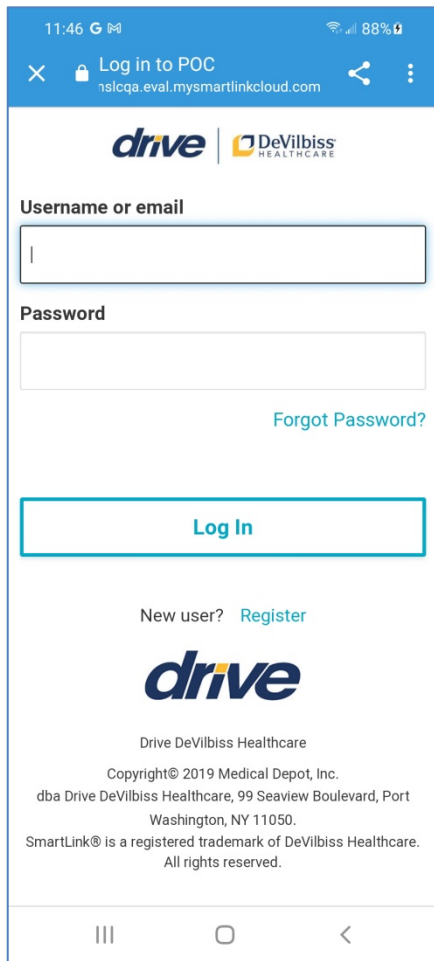 11:46 G M 88%
Log in to POC
nslcqa.eval.mysmartlinkcloud.com
drive DeVilbiss
HEALTHCARE
Username or email
Password
Forgot Password?
Log In
New user? Register
drive
Drive DeVilbiss Healthcare
Copyright© 2019 Medical Depot, Inc.
dba Drive DeVilbiss Healthcare, 99 Seaview Boulevard, Port
Washington, NY 11050.
SmartLink® is a registered trademark of DeVilbiss Healthcare.
All rights reserved.